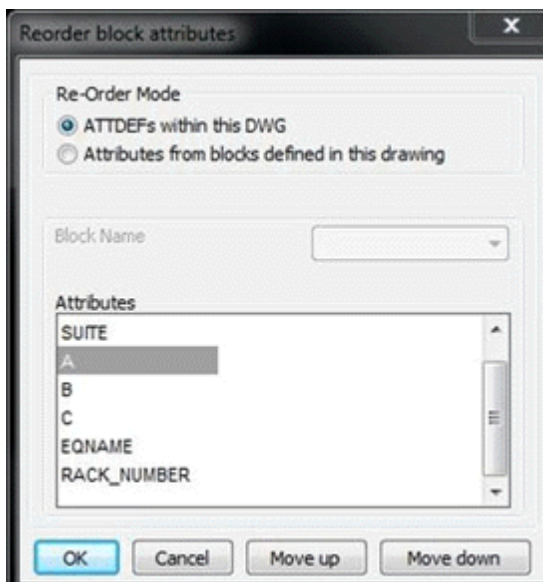 Reorder block attributes
Re-Order Mode
ATTDEFs within this DWG
Attributes from blocks defined in this drawing
Block Name
Attributes
SUITE
A
B
C
EQNAME
RACK_NUMBER
OK Cancel Move up Move down